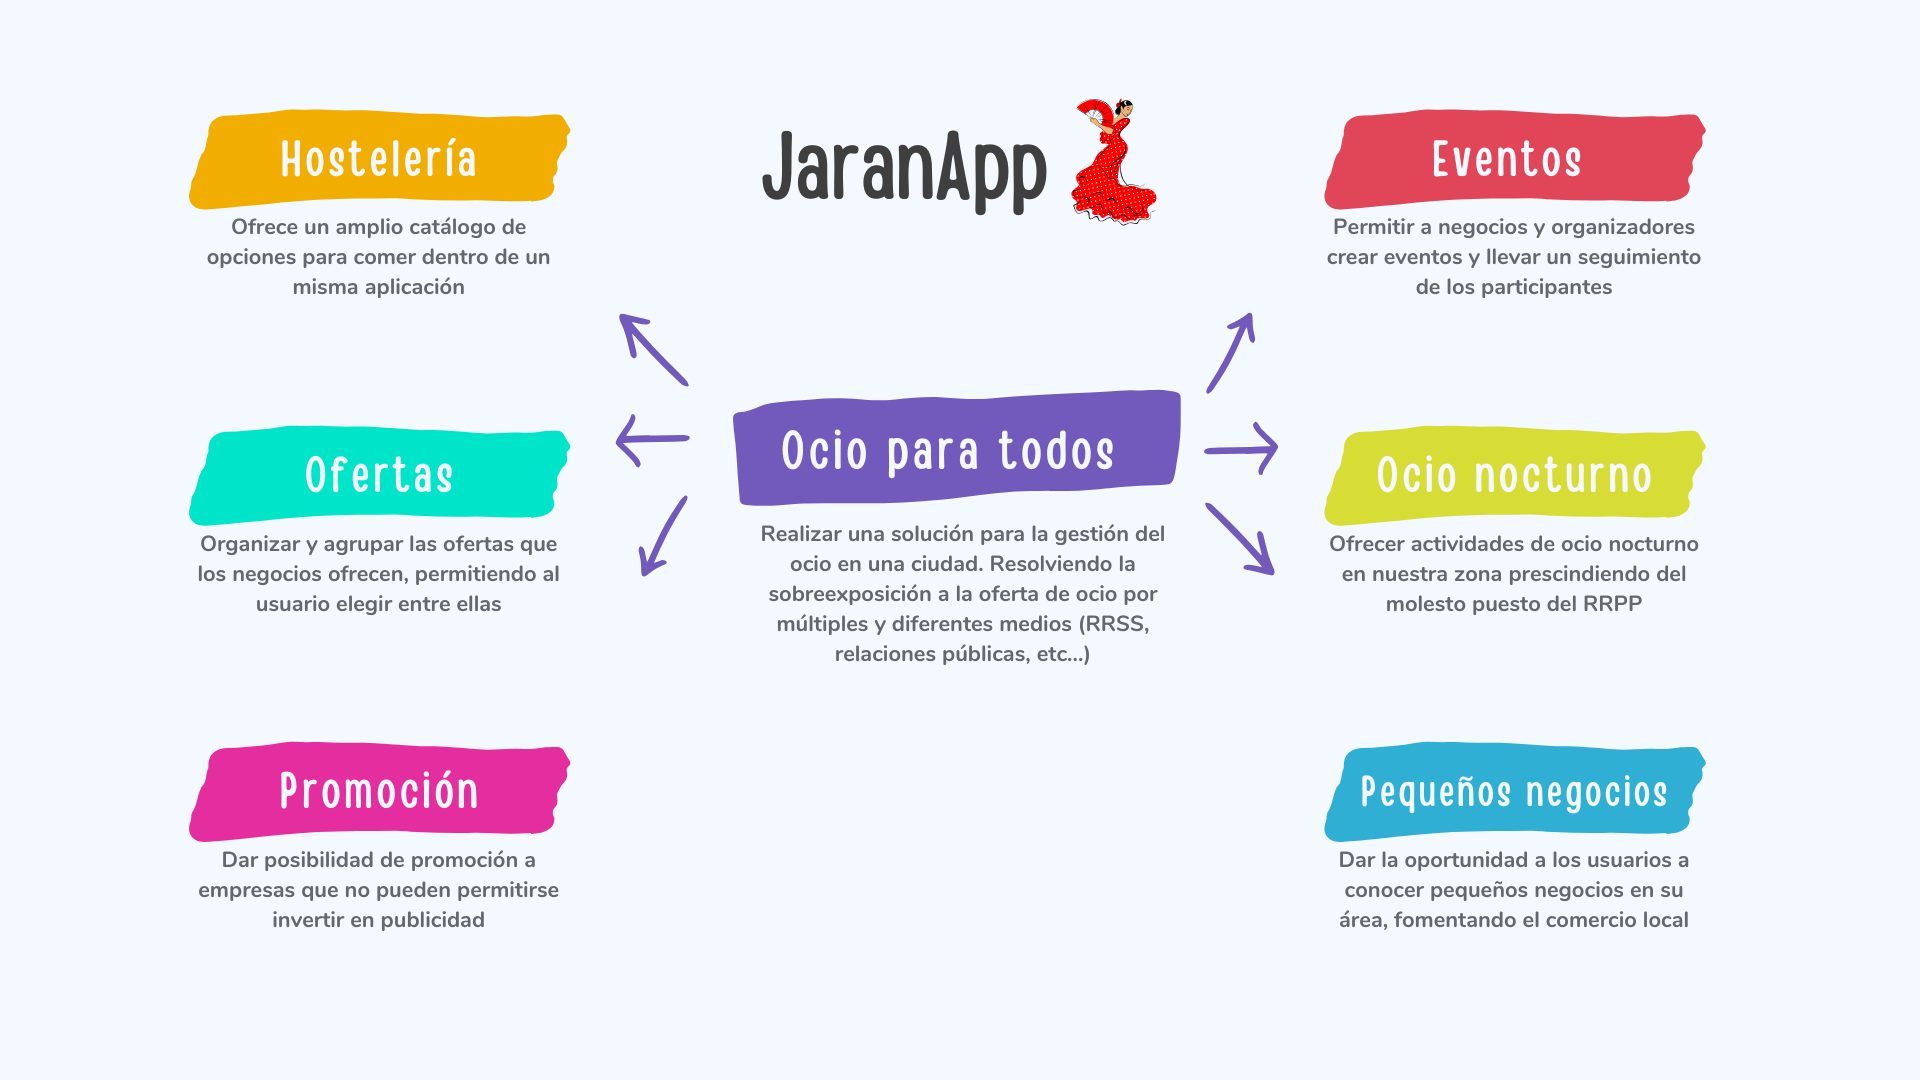 JaranApp
Hostelería
Ofrece un amplio catálogo de
opciones para comer dentro de un
misma aplicación
Ofertas
Organizar y agrupar las ofertas que
los negocios ofrecen, permitiendo al
usuario elegir entre ellas
Promoción
Dar posibilidad de promoción a
empresas que no pueden permitirse
invertir en publicidad
Ocio para todos
Realizar una solución para la gestión del
ocio en una ciudad. Resolviendo la
sobreexposición a la oferta de ocio por
múltiples y diferentes medios (RRSS,
relaciones públicas, etc...)
Eventos
Permitir a negocios y organizadores
crear eventos y llevar un seguimiento
de los participantes
Ocio nocturno
Ofrecer actividades de ocio nocturno
en nuestra zona prescindiendo del
molesto puesto del RRPP
Pequeños negocios
Dar la oportunidad a los usuarios a
conocer pequeños negocios en su
área, fomentando el comercio local